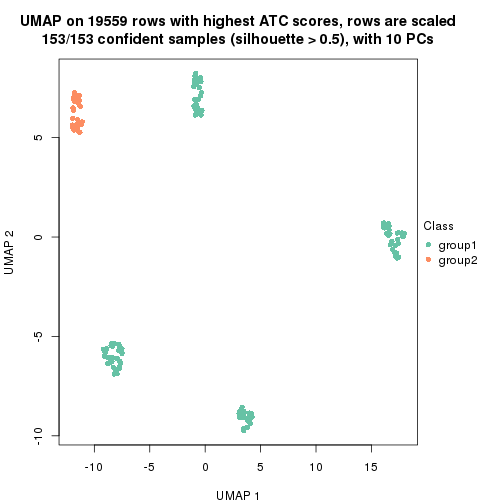 UMAP on 19559 rows with highest ATC scores, rows are scaled
153/153 confident samples (silhouette > 0.5), with 10 PCs
5
0
-5
-10
UMAP 2
Class
group1
group2
-10 -5 0 5 10 15
UMAP 1